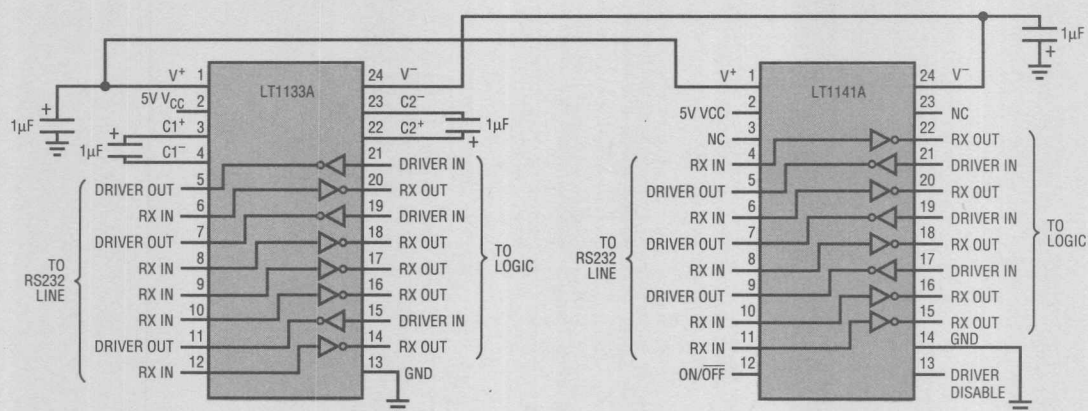 1µF
+
V+ 1
5V VCC 2
C1+ 3
1µF
+
C1− 4
DRIVER OUT 5
RX IN 6
DRIVER OUT 7
RX IN 8
RX IN 9
RX IN 10
DRIVER OUT 11
RX IN 12
TO
RS232
LINE
LT1133A
24 V−
23 C2−
22 C2+
1µF
+
21 DRIVER IN
20 RX OUT
19 DRIVER IN
18 RX OUT
17 RX OUT
16 RX OUT
15 DRIVER IN
14 RX OUT
13 GND
TO
LOGIC
V+ 1
5V VCC 2
NC 3
RX IN 4
DRIVER OUT 5
RX IN 6
DRIVER OUT 7
RX IN 8
DRIVER OUT 9
RX IN 10
RX IN 11
ON/OFF 12
TO
RS232
LINE
LT1141A
24 V−
23 NC
22 RX OUT
21 DRIVER IN
20 RX OUT
19 DRIVER IN
18 RX OUT
17 DRIVER IN
16 RX OUT
15 RX OUT
14 GND
13 DRIVER
DISABLE
TO
LOGIC
1µF
+